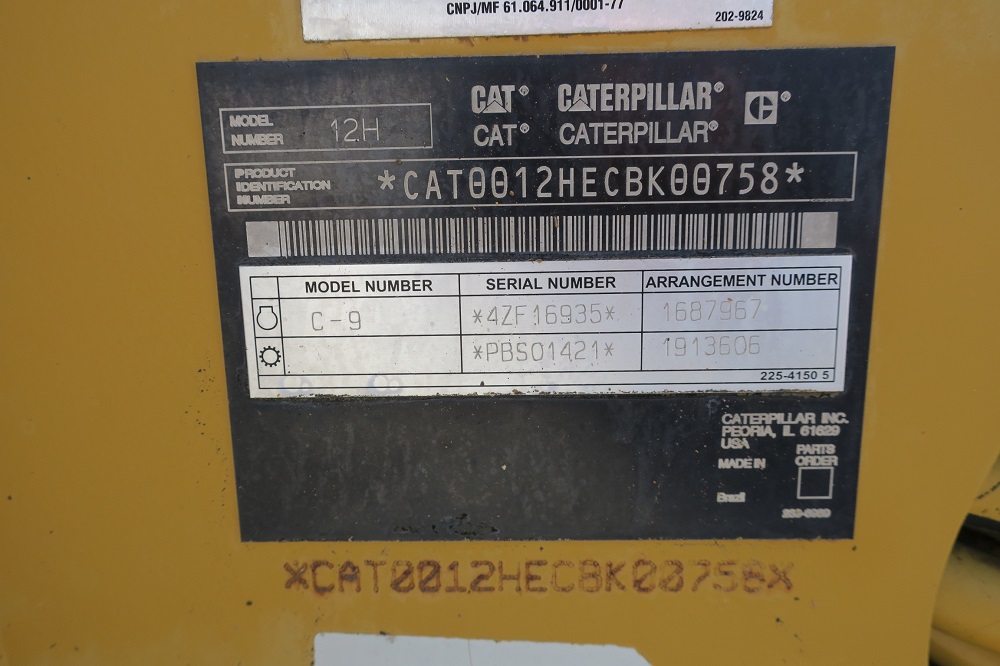 CNPJ/MF 61.064.911/0001-77
202-9824
CAT® CATERPILLAR® C®
CAT® CATERPILLAR®
MODEL NUMBER 12H
PRODUCT IDENTIFICATION NUMBER *CAT0012HECBK00758*
MODEL NUMBER SERIAL NUMBER ARRANGEMENT NUMBER
C-9 *4ZF16935* 1687967
*PBS01421* 1913606
225-4150 5
CATERPILLAR INC.
PEORIA, IL 61629
USA
MADE IN Brazil
PARTS ORDER
*CAT0012HECBK00758*